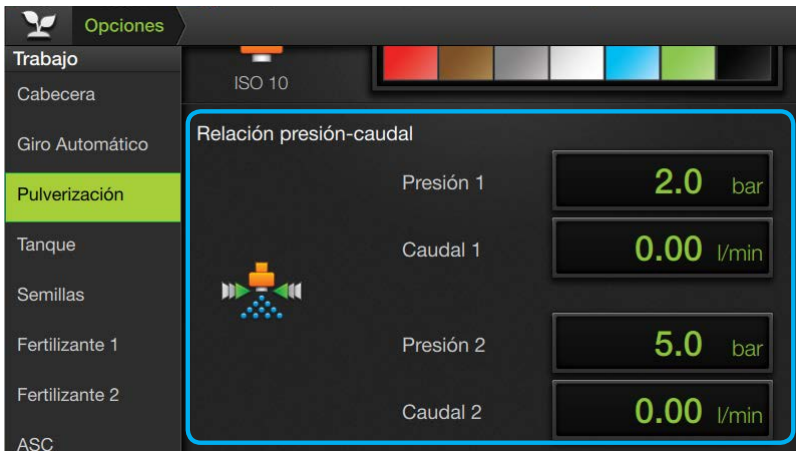 Opciones
Trabajo
Cabecera
Giro Automático
Pulverización
Tanque
Semillas
Fertilizante 1
Fertilizante 2
ASC
ISO 10
Relación presión-caudal
Presión 1 2.0 bar
Caudal 1 0.00 l/min
Presión 2 5.0 bar
Caudal 2 0.00 l/min